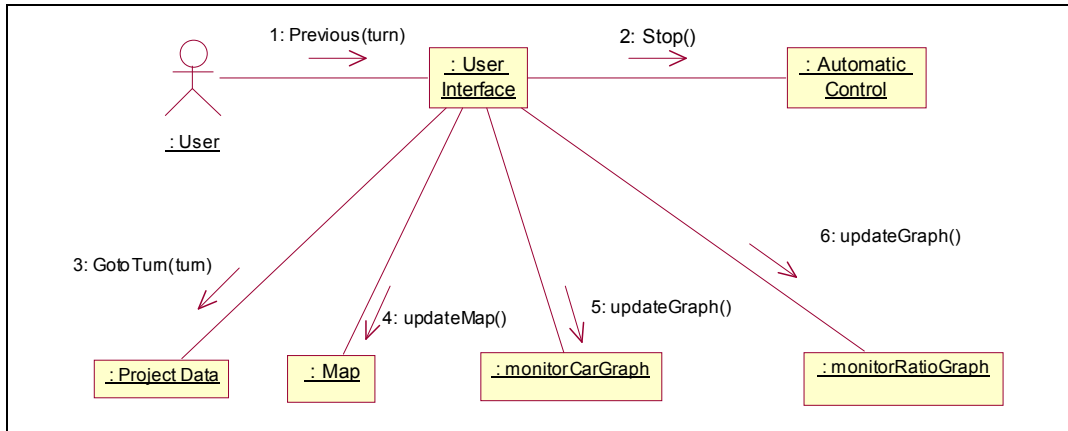 1: Previous(turn)
2: Stop()
: User
Interface
: Automatic
Control
: User
6: updateGraph()
3: GotoTurn(turn)
4: updateMap()
5: updateGraph()
: Project Data
: Map
: monitorCarGraph
: monitorRatioGraph